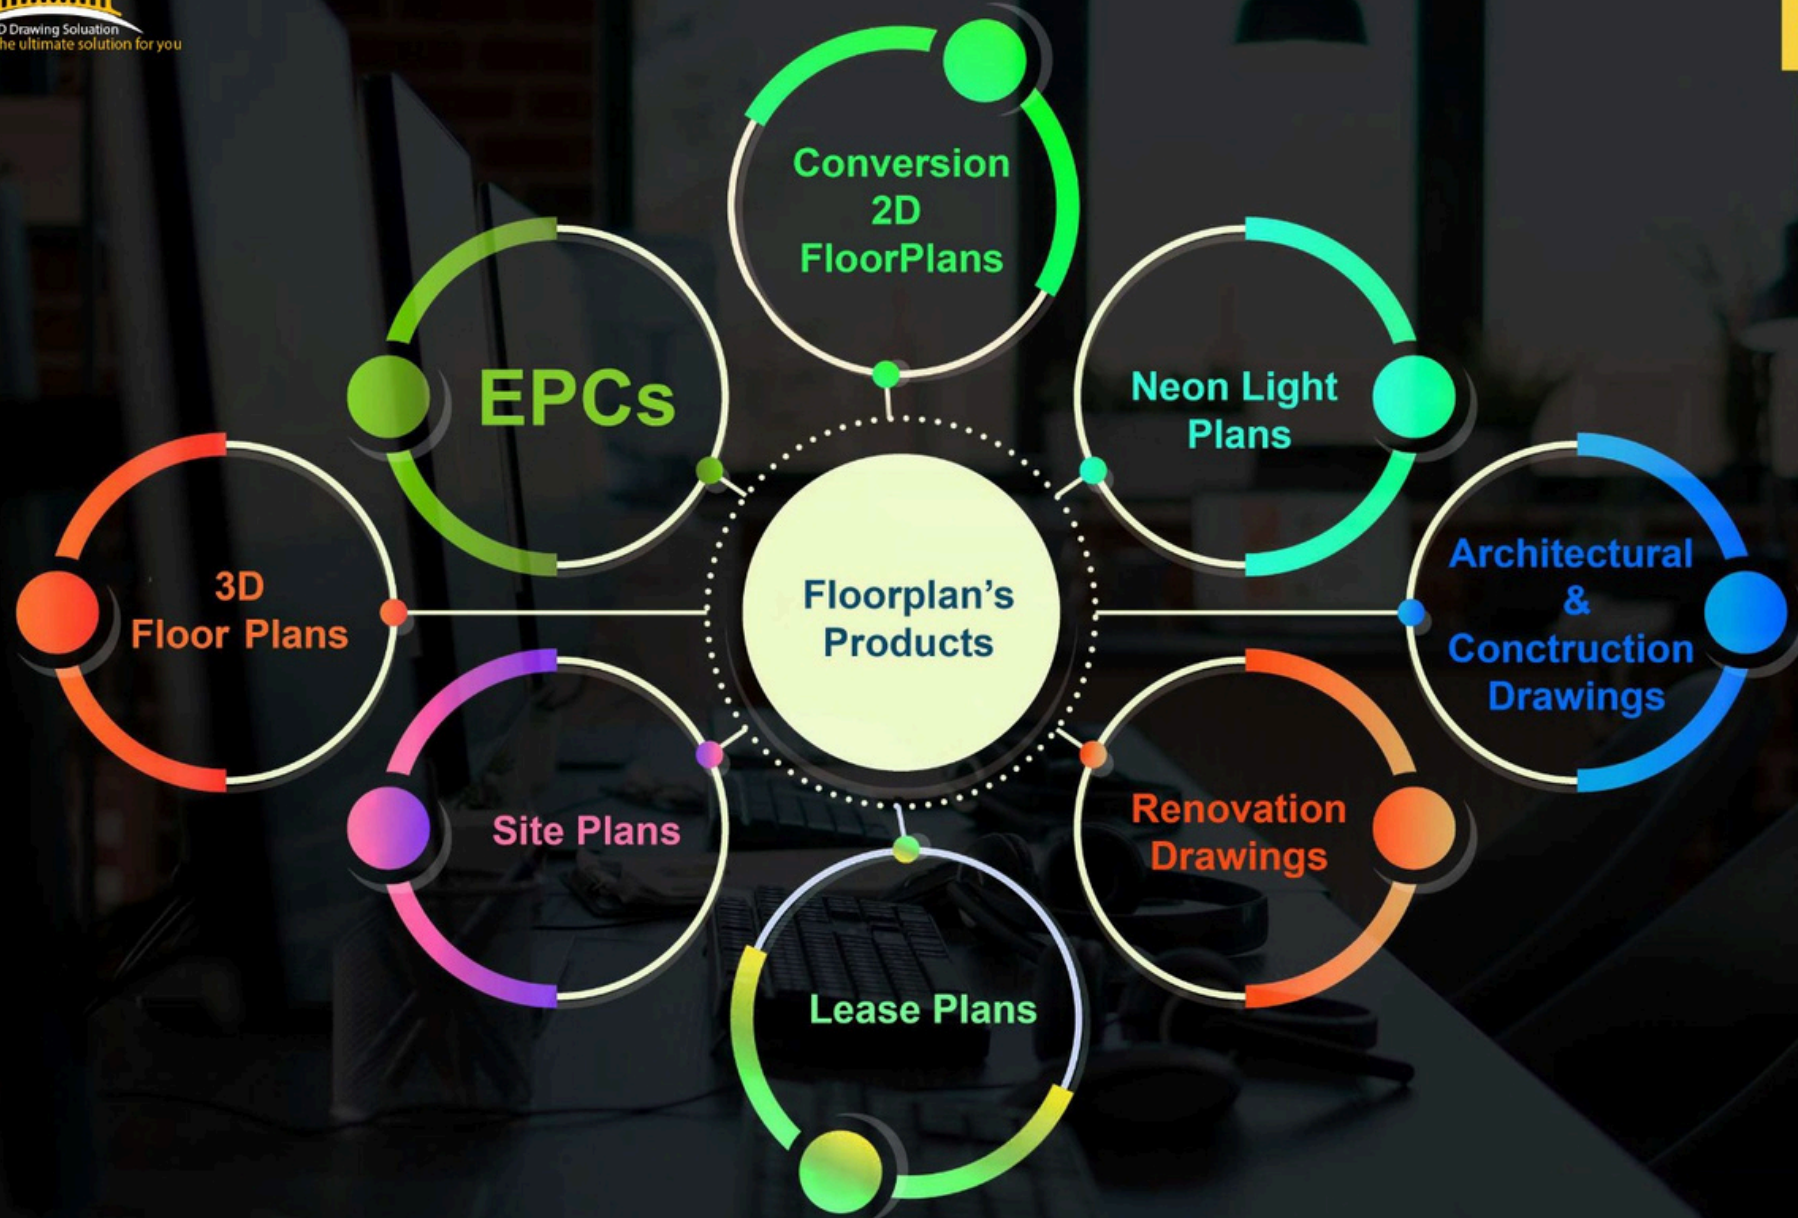 D Drawing Soluation
he ultimate solution for you
Conversion
2D
FloorPlans
EPCs
Neon Light
Plans
3D
Floor Plans
Floorplan’s
Products
Architectural
&
Conctruction
Drawings
Site Plans
Renovation
Drawings
Lease Plans